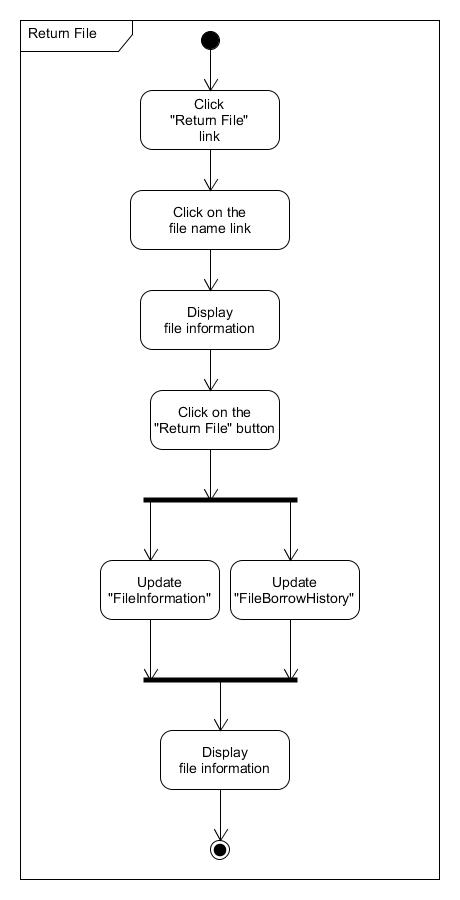 Return File
Click
"Return File"
link
Click on the
file name link
Display
file information
Click on the
"Return File" button
Update
"FileInformation"
Update
"FileBorrowHistory"
Display
file information